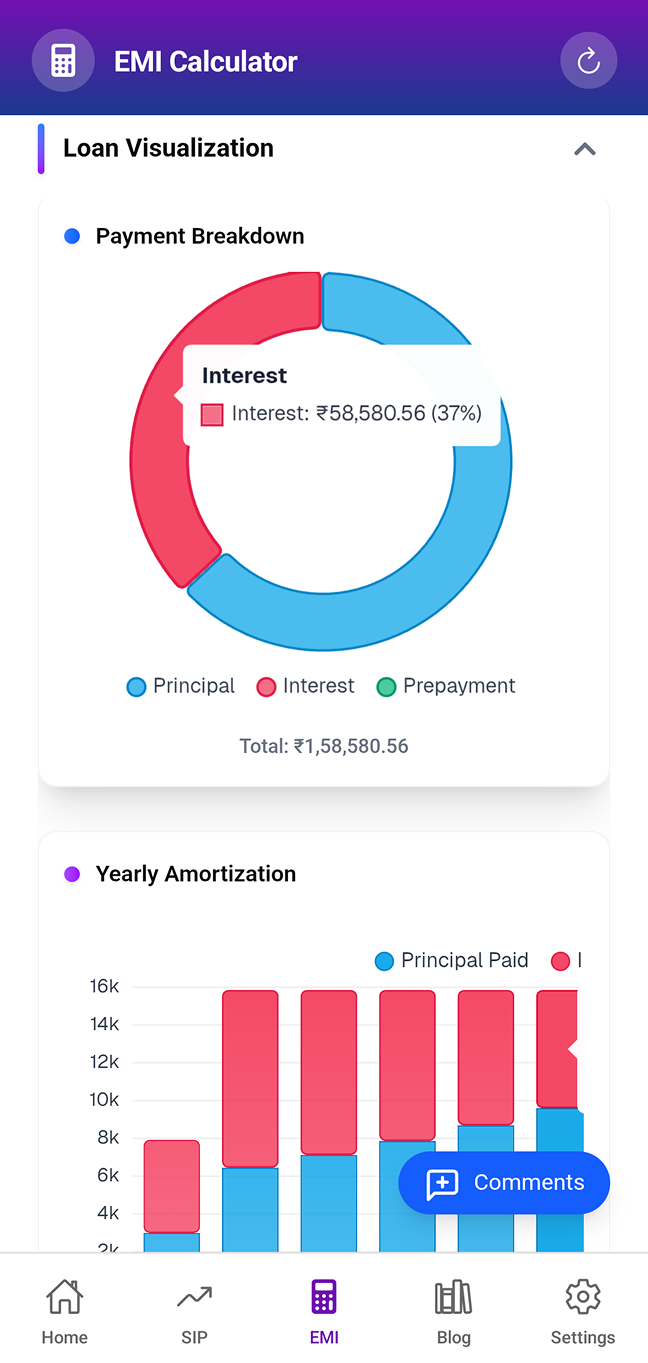 EMI Calculator
Loan Visualization
Payment Breakdown
Interest
Interest: ₹58,580.56 (37%)
Principal Interest Prepayment
Total: ₹1,58,580.56
Yearly Amortization
Principal Paid I
16k
14k
12k
10k
8k
6k
4k
2k
Comments
Home SIP EMI Blog Settings